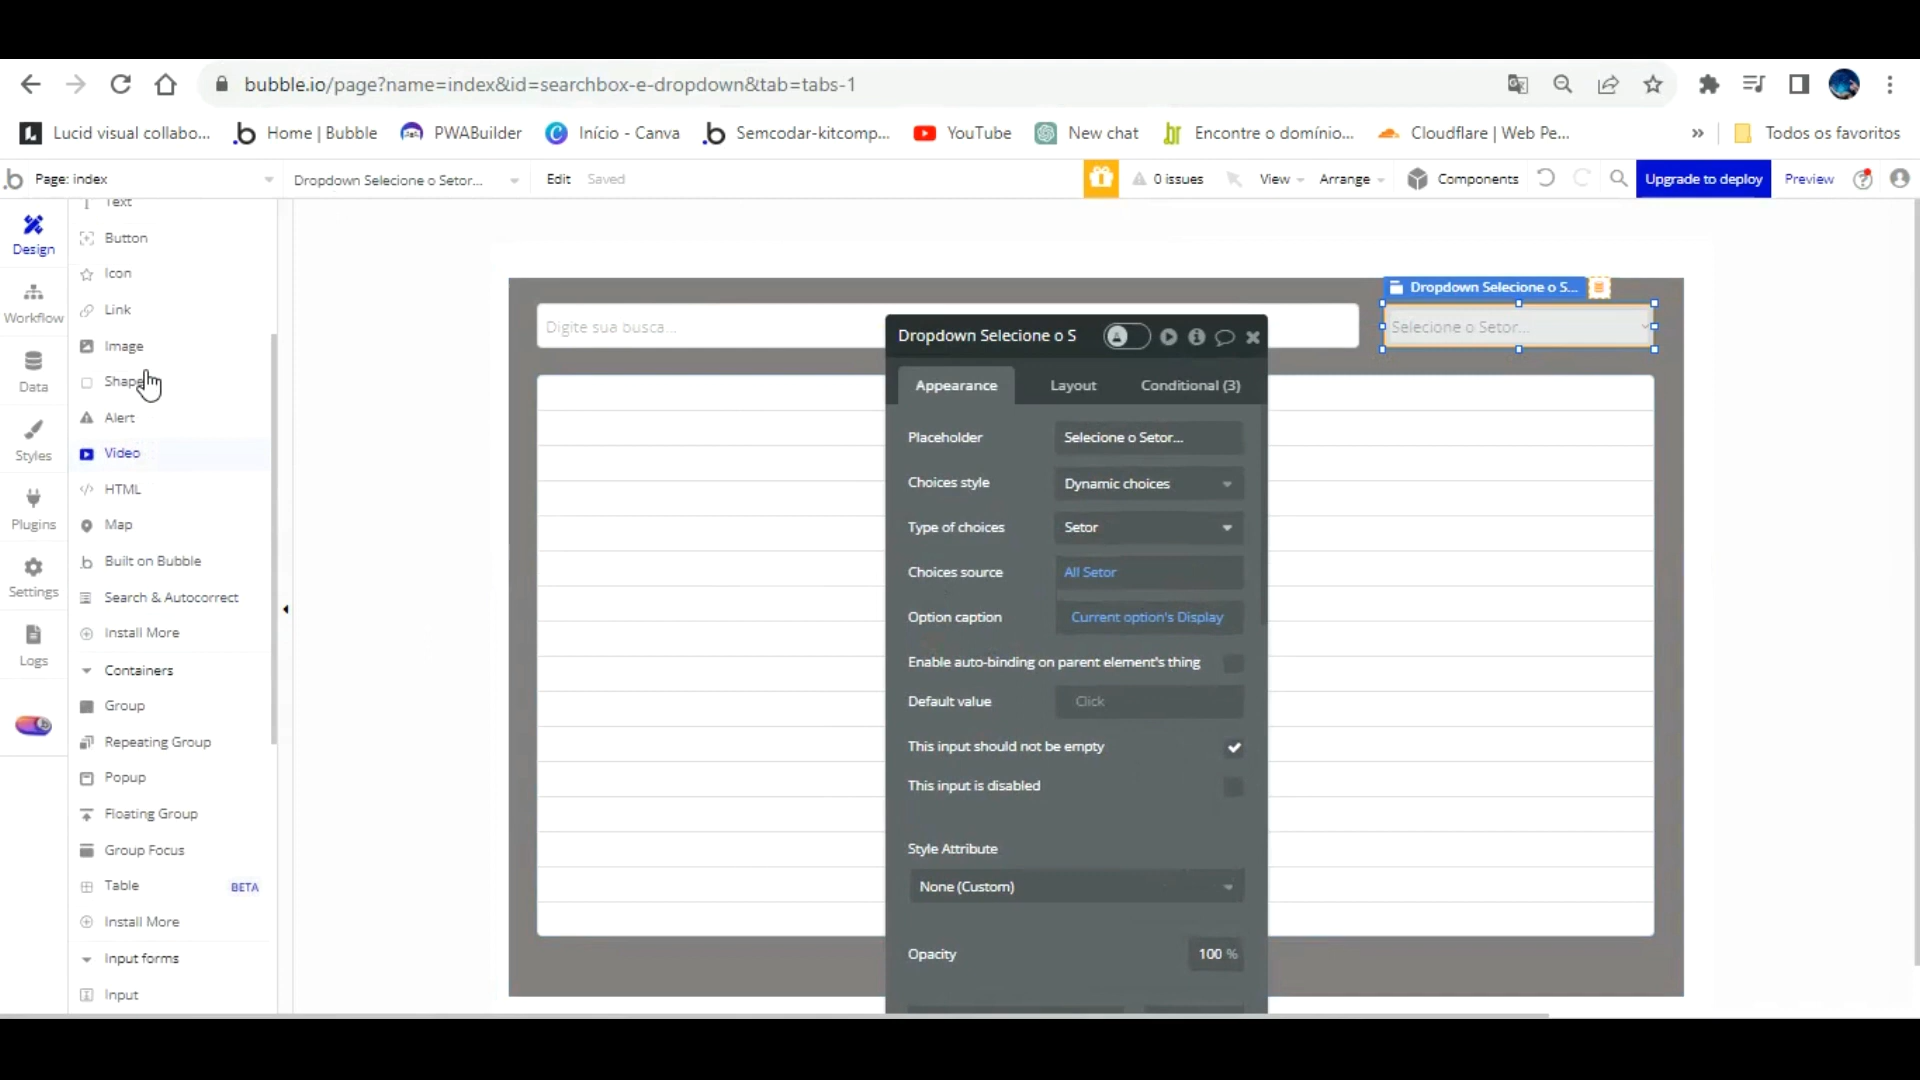 bubble.io/page?name=index&id=searchbox-e-dropdown&tab=tabs-1
Lucid visual collabo...
Home | Bubble
PWABuilder
Início - Canva
Semcodar-kitcomp...
YouTube
New chat
Encontre o domínio...
Cloudflare | Web Pe...
»
Todos os favoritos
Page: index
Dropdown Selecione o Setor...
Edit
Saved
0 issues
View
Arrange
Components
Upgrade to deploy
Preview
Design
Workflow
Data
Styles
Plugins
Settings
Logs
Text
Button
Icon
Link
Image
Shape
Alert
Video
HTML
Map
Built on Bubble
Search & Autocorrect
Install More
Containers
Group
Repeating Group
Popup
Floating Group
Group Focus
Table
BETA
Install More
Input forms
Input
Digite sua busca...
Dropdown Selecione o S...
Selecione o Setor...
Dropdown Selecione o S
Appearance
Layout
Conditional (3)
Placeholder
Selecione o Setor...
Choices style
Dynamic choices
Type of choices
Setor
Choices source
All Setor
Option caption
Current option's Display
Enable auto-binding on parent element's thing
Default value
Click
This input should not be empty
This input is disabled
Style Attribute
None (Custom)
Opacity
100 %